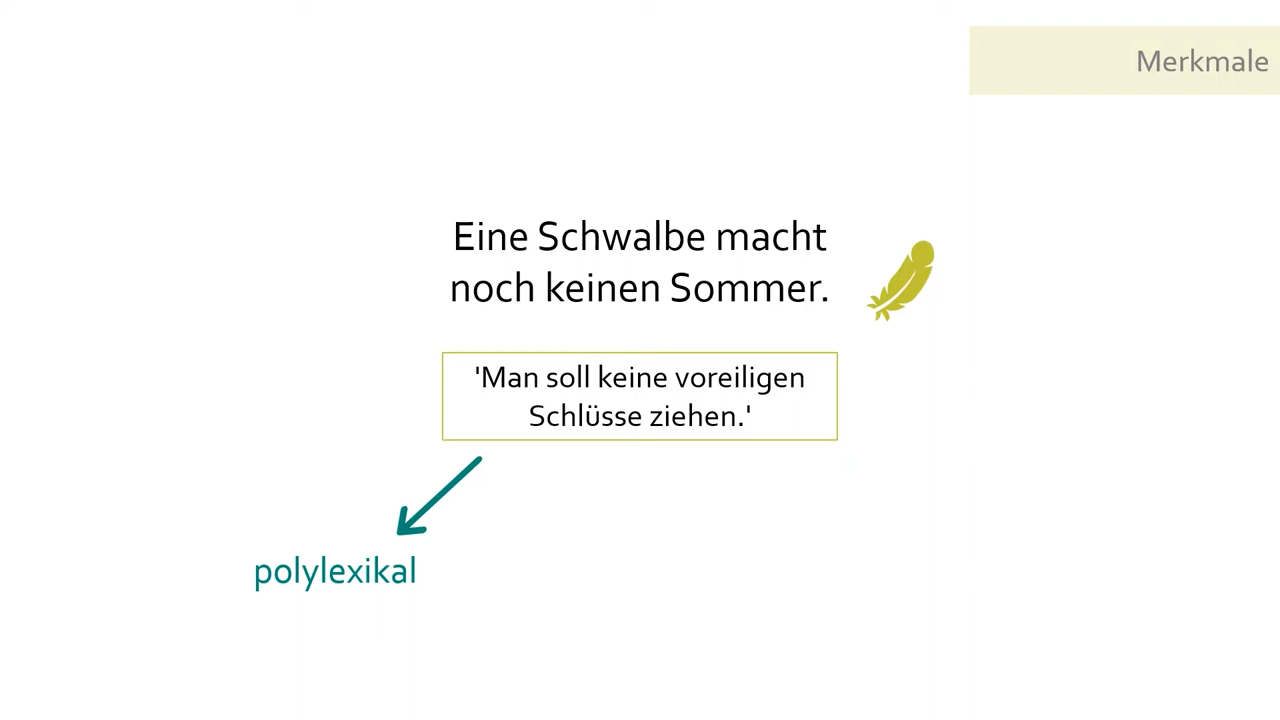 Merkmale
Eine Schwalbe macht
noch keinen Sommer.
'Man soll keine voreiligen
Schlüsse ziehen.'
polylexikal